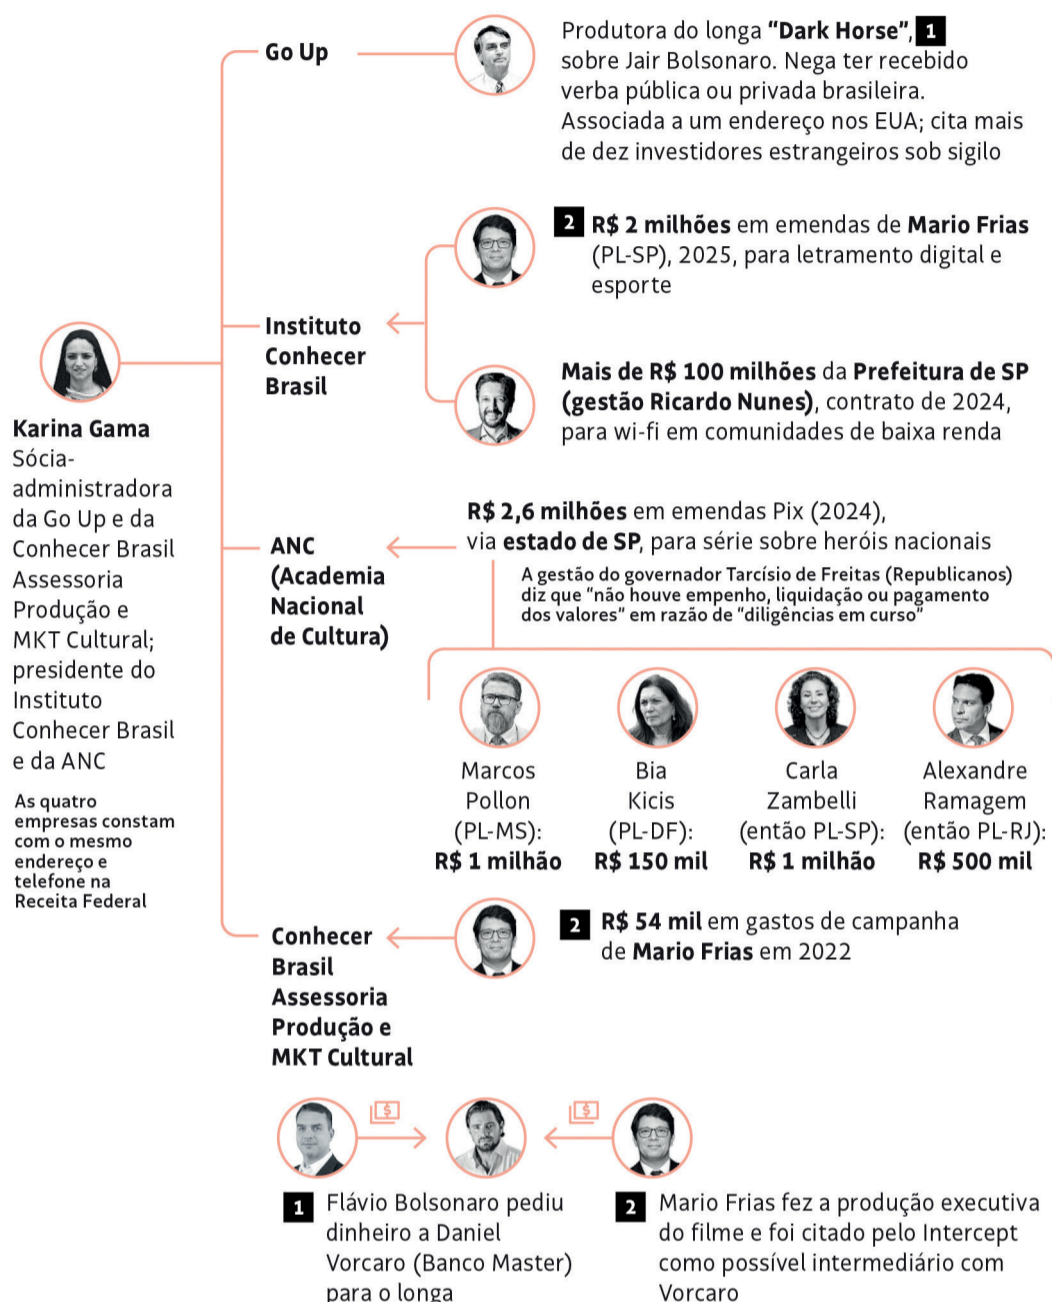 Go Up
Produtora do longa “Dark Horse”, 1
sobre Jair Bolsonaro. Nega ter recebido
verba pública ou privada brasileira.
Associada a um endereço nos EUA; cita mais
de dez investidores estrangeiros sob sigilo
2 R$ 2 milhões em emendas de Mario Frias
(PL-SP), 2025, para letramento digital e
esporte
Instituto
Conhecer
Brasil
Mais de R$ 100 milhões da Prefeitura de SP
(gestão Ricardo Nunes), contrato de 2024,
para wi-fi em comunidades de baixa renda
Karina Gama
Sócia-
administradora
da Go Up e da
Conhecer Brasil
Assessoria
Produção e
MKT Cultural;
presidente do
Instituto
Conhecer Brasil
e da ANC
As quatro
empresas constam
com o mesmo
endereço e
telefone na
Receita Federal
ANC
(Academia
Nacional
de Cultura)
R$ 2,6 milhões em emendas Pix (2024),
via estado de SP, para série sobre heróis nacionais
A gestão do governador Tarcísio de Freitas (Republicanos)
diz que “não houve empenho, liquidação ou pagamento
dos valores” em razão de “diligências em curso”
Marcos
Pollon
(PL-MS):
R$ 1 milhão
Bia
Kicis
(PL-DF):
R$ 150 mil
Carla
Zambelli
(então PL-SP):
R$ 1 milhão
Alexandre
Ramagem
(então PL-RJ):
R$ 500 mil
Conhecer
Brasil
Assessoria
Produção e
MKT Cultural
2 R$ 54 mil em gastos de campanha
de Mario Frias em 2022
$
$
1 Flávio Bolsonaro pediu
dinheiro a Daniel
Vorcaro (Banco Master)
para o longa
2 Mario Frias fez a produção executiva
do filme e foi citado pelo Intercept
como possível intermediário com
Vorcaro